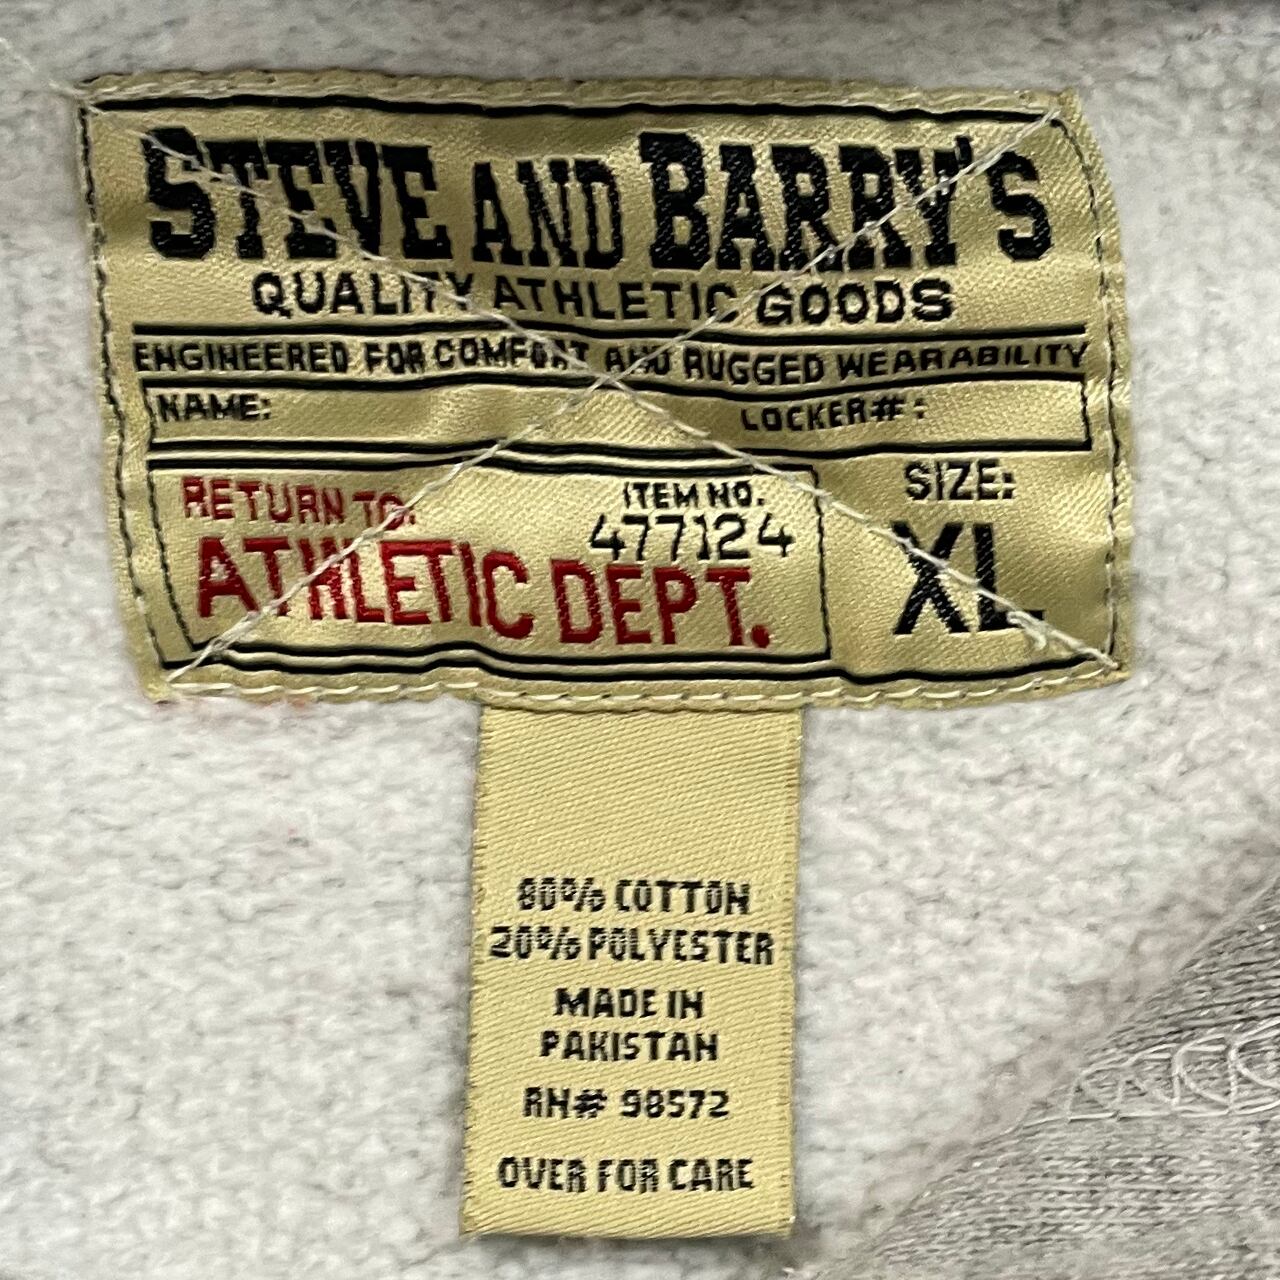 STEVE AND BARRY'S
QUALITY ATHLETIC GOODS
ENGINEERED FOR COMFORT AND RUGGED WEARABILITY
NAME: LOCKER#:
RETURN TO:
ATHLETIC DEPT.
ITEM NO.
477124
SIZE:
XL
80% COTTON
20% POLYESTER
MADE IN
PAKISTAN
RN# 98572
OVER FOR CARE